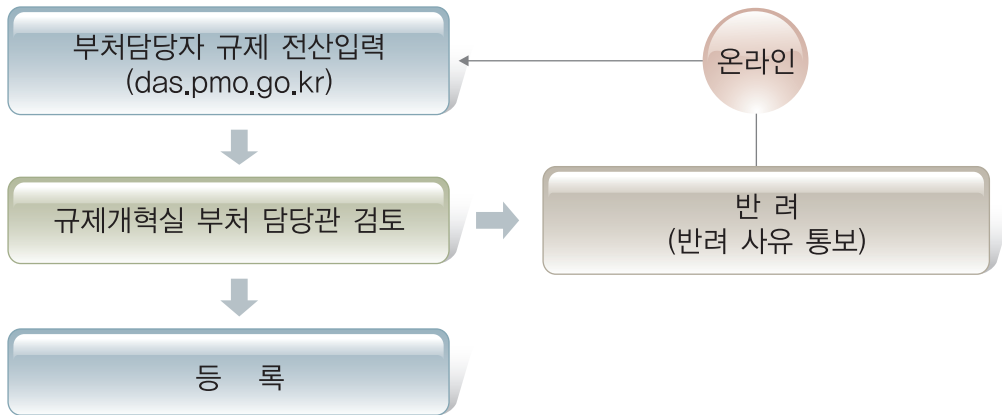 부처담당자 규제 전산입력
(das.pmo.go.kr)
온라인
규제개혁실 부처 담당관 검토
반 려
(반려 사유 통보)
등 록